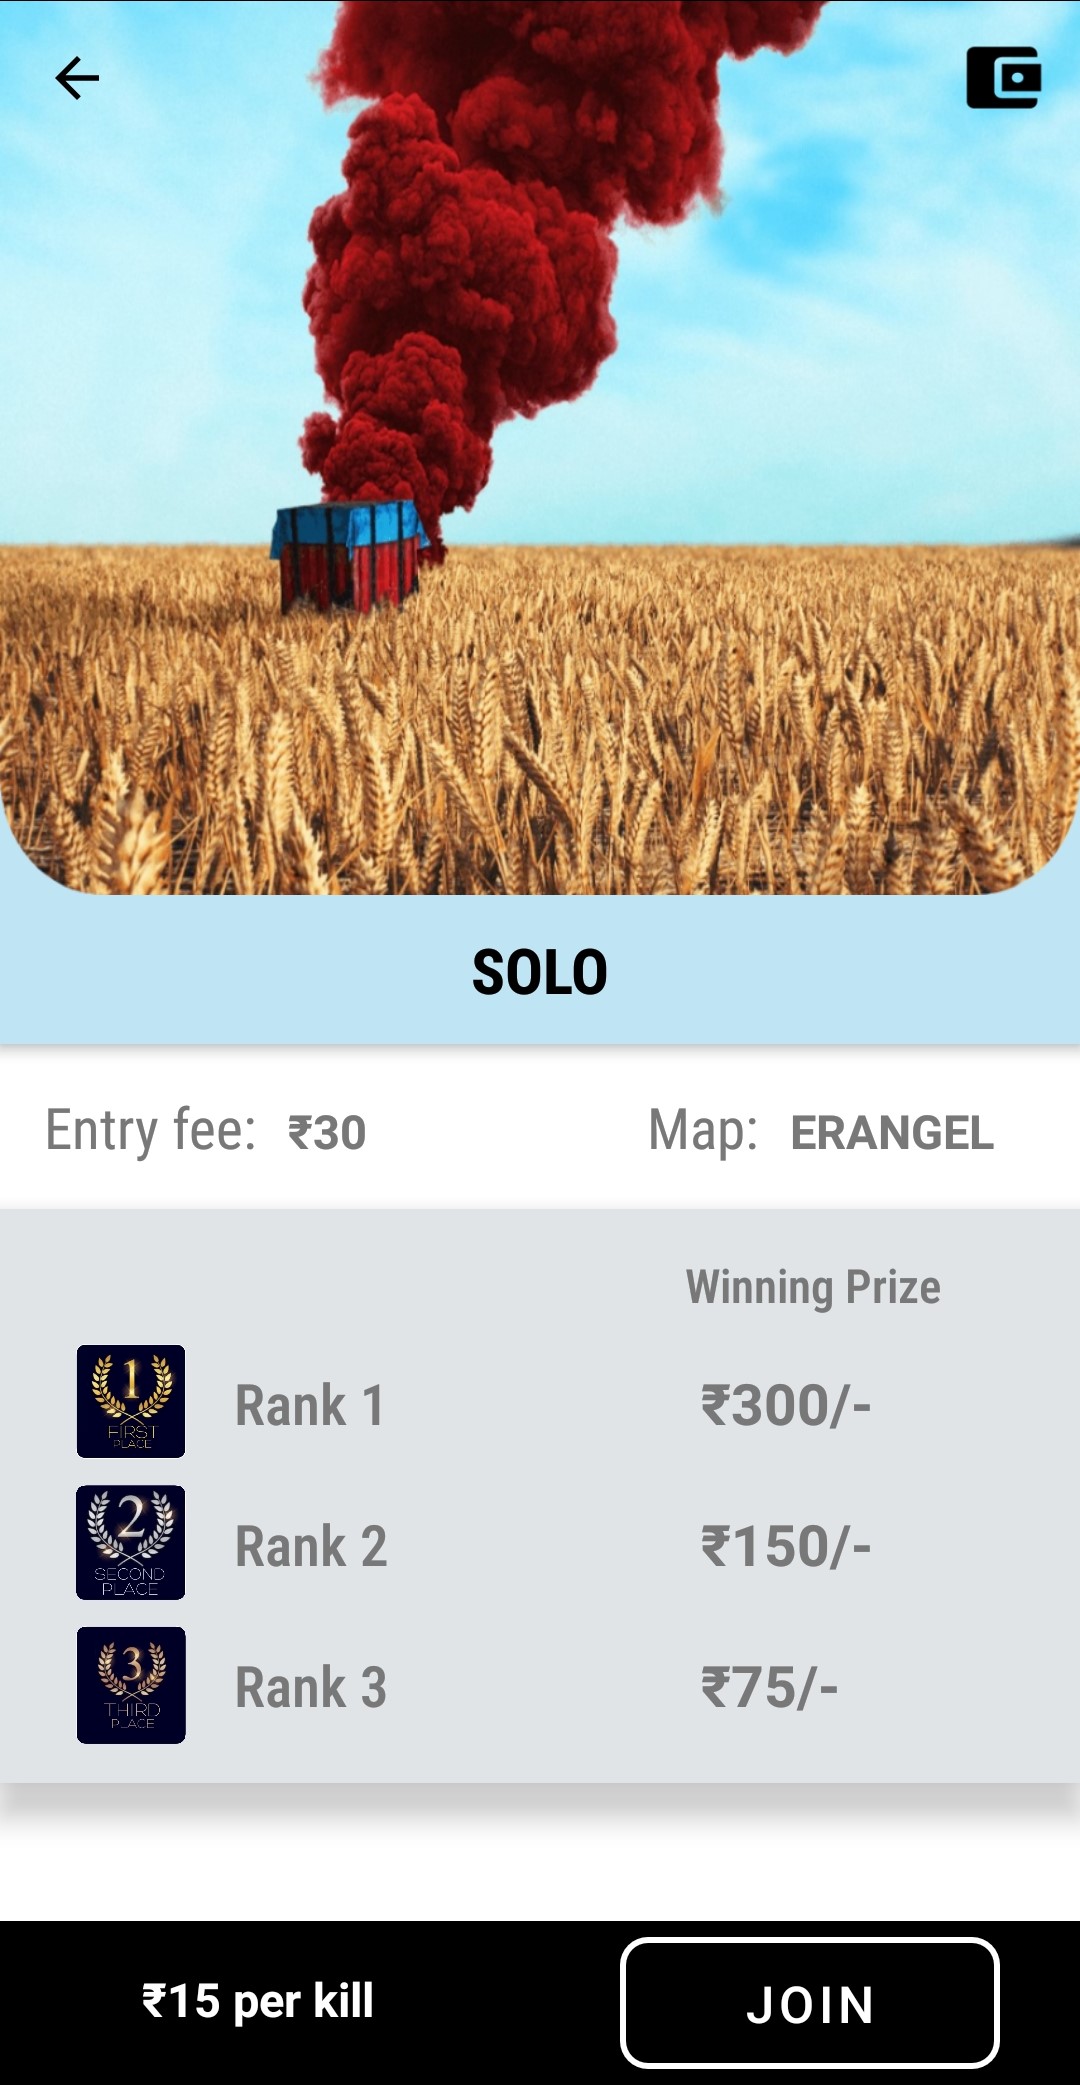 SOLO
Entry fee: ₹30 Map: ERANGEL
Winning Prize
1
FIRST
PLACE
Rank 1 ₹300/-
2
SECOND
PLACE
Rank 2 ₹150/-
3
THIRD
PLACE
Rank 3 ₹75/-
₹15 per kill JOIN